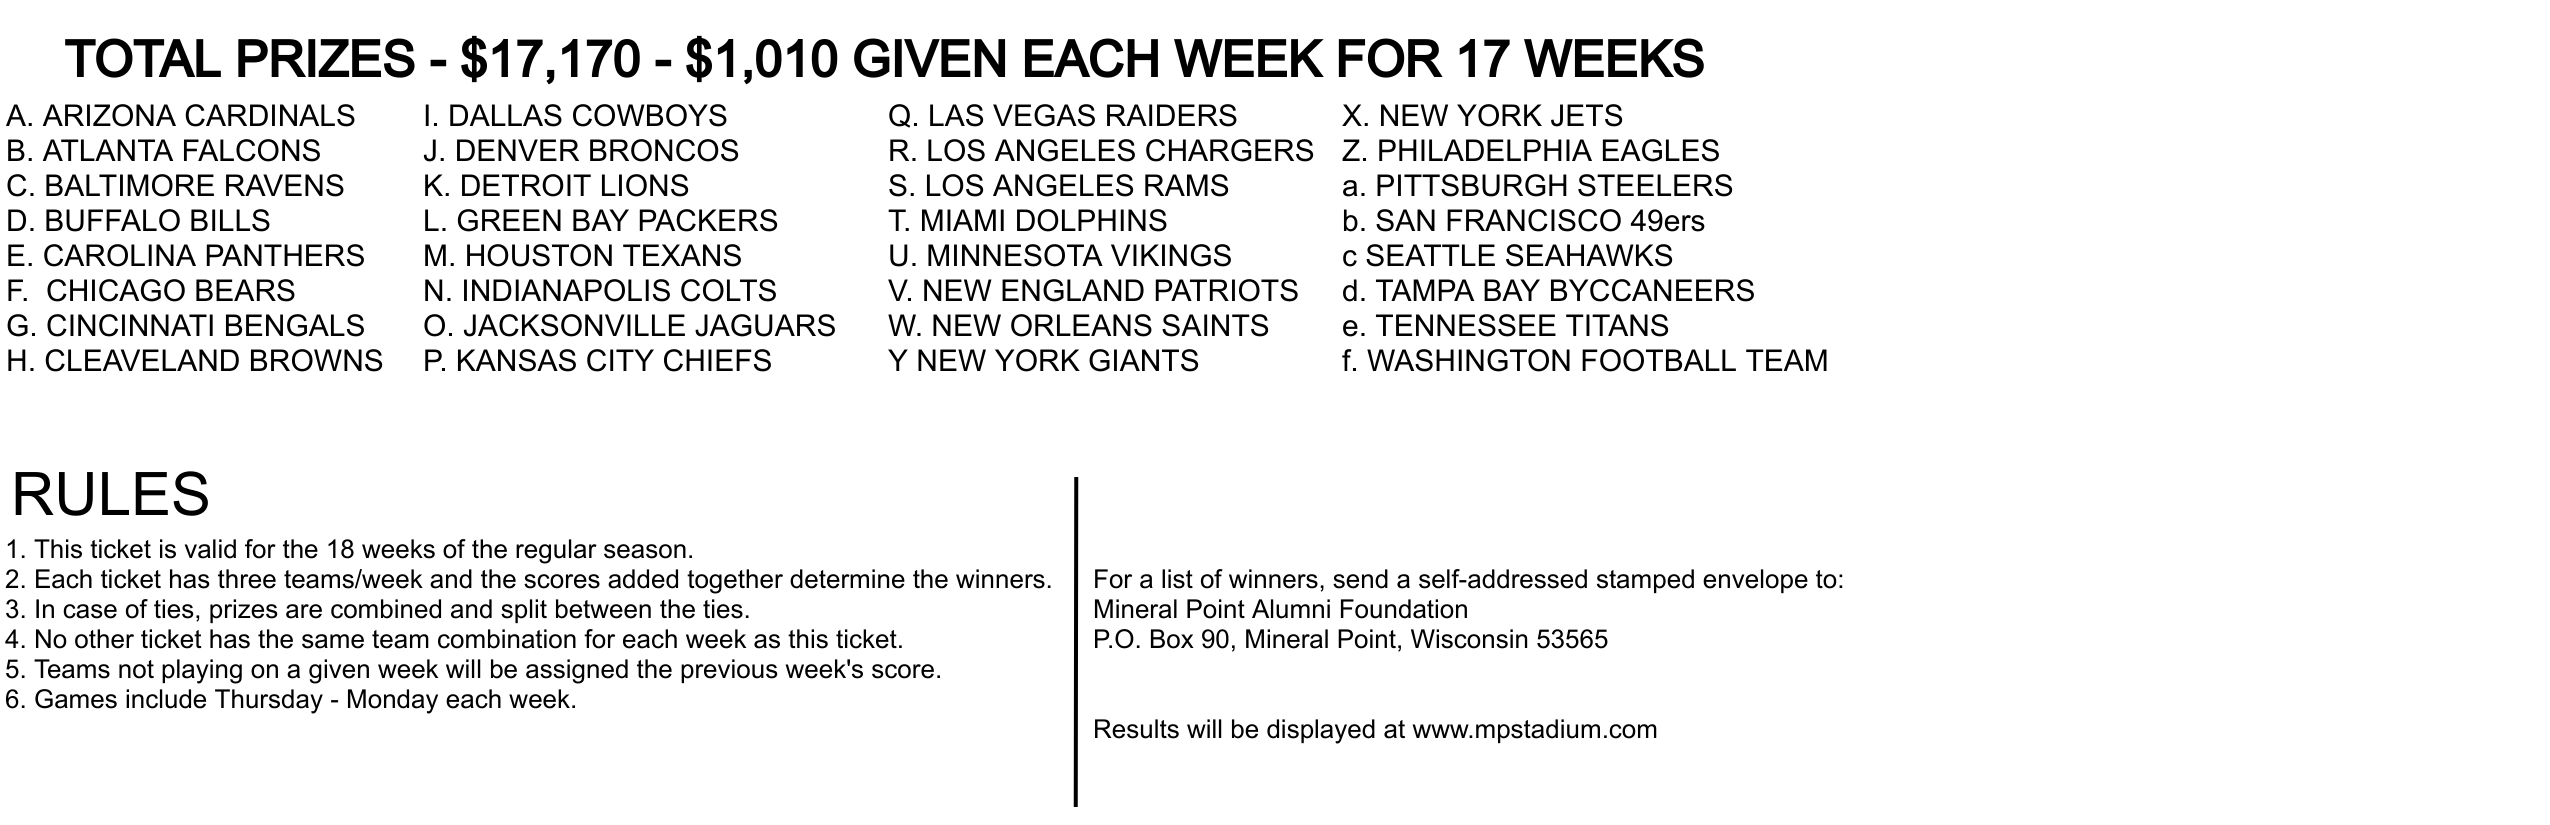 TOTAL PRIZES - $17,170 - $1,010 GIVEN EACH WEEK FOR 17 WEEKS
A. ARIZONA CARDINALS
B. ATLANTA FALCONS
C. BALTIMORE RAVENS
D. BUFFALO BILLS
E. CAROLINA PANTHERS
F.  CHICAGO BEARS
G. CINCINNATI BENGALS
H. CLEAVELAND BROWNS
I. DALLAS COWBOYS
J. DENVER BRONCOS
K. DETROIT LIONS
L. GREEN BAY PACKERS
M. HOUSTON TEXANS
N. INDIANAPOLIS COLTS
O. JACKSONVILLE JAGUARS
P. KANSAS CITY CHIEFS
Q. LAS VEGAS RAIDERS
R. LOS ANGELES CHARGERS
S. LOS ANGELES RAMS
T. MIAMI DOLPHINS
U. MINNESOTA VIKINGS
V. NEW ENGLAND PATRIOTS
W. NEW ORLEANS SAINTS
Y NEW YORK GIANTS
X. NEW YORK JETS
Z. PHILADELPHIA EAGLES
a. PITTSBURGH STEELERS
b. SAN FRANCISCO 49ers
c SEATTLE SEAHAWKS
d. TAMPA BAY BYCCANEERS
e. TENNESSEE TITANS
f. WASHINGTON FOOTBALL TEAM
RULES
1. This ticket is valid for the 18 weeks of the regular season.
2. Each ticket has three teams/week and the scores added together determine the winners.
3. In case of ties, prizes are combined and split between the ties.
4. No other ticket has the same team combination for each week as this ticket.
5. Teams not playing on a given week will be assigned the previous week's score.
6. Games include Thursday - Monday each week.
For a list of winners, send a self-addressed stamped envelope to:
Mineral Point Alumni Foundation
P.O. Box 90, Mineral Point, Wisconsin 53565
Results will be displayed at www.mpstadium.com